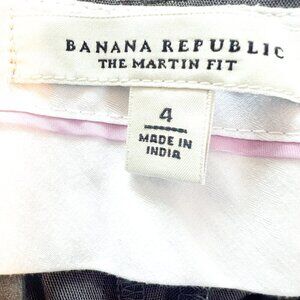 BANANA REPUBLIC
THE MARTIN FIT
4
MADE IN
INDIA